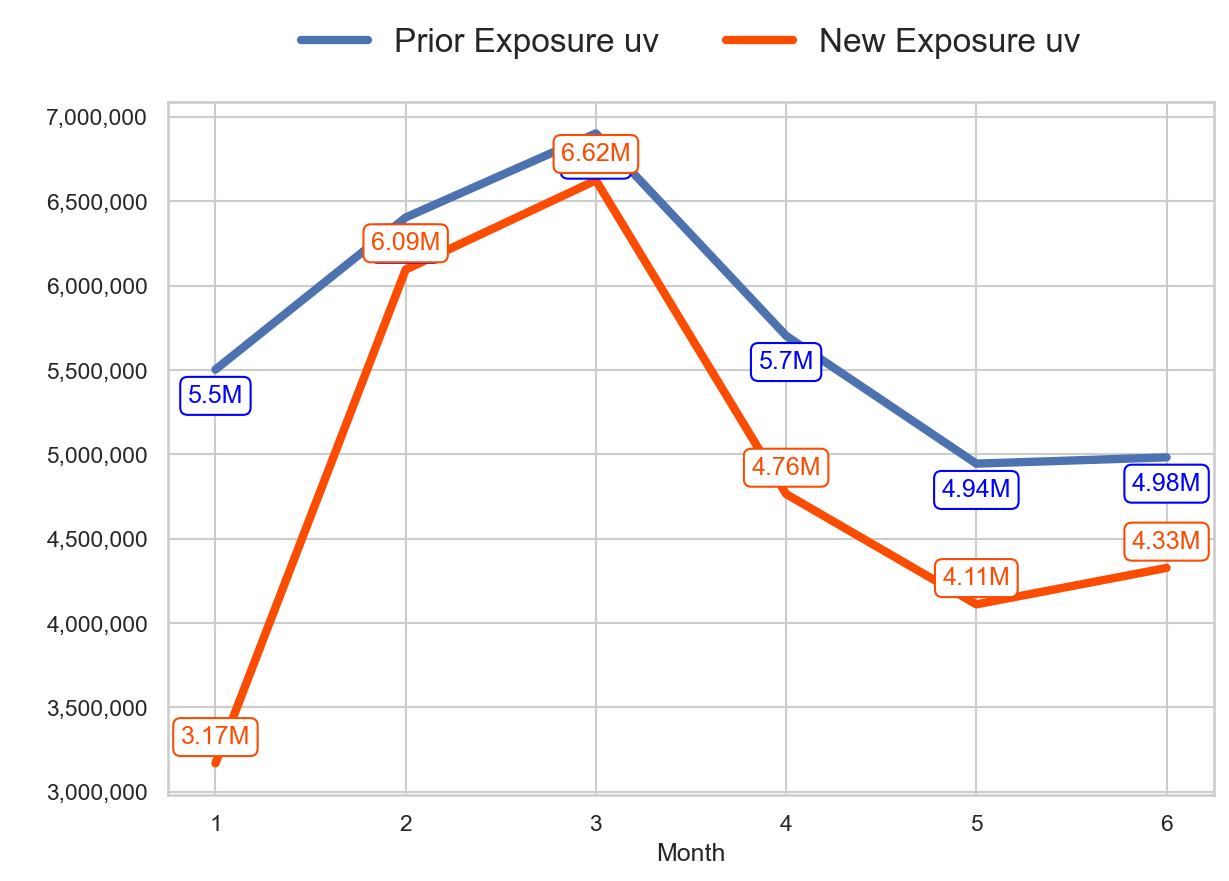 Prior Exposure uv New Exposure uv
7,000,000
6.62M
6,500,000
6.09M
6,000,000
5,500,000
5.7M
5.5M
5,000,000
4.76M
4.94M
4.98M
4,500,000
4.33M
4.11M
4,000,000
3,500,000
3.17M
3,000,000
1 2 3 4 5 6
Month